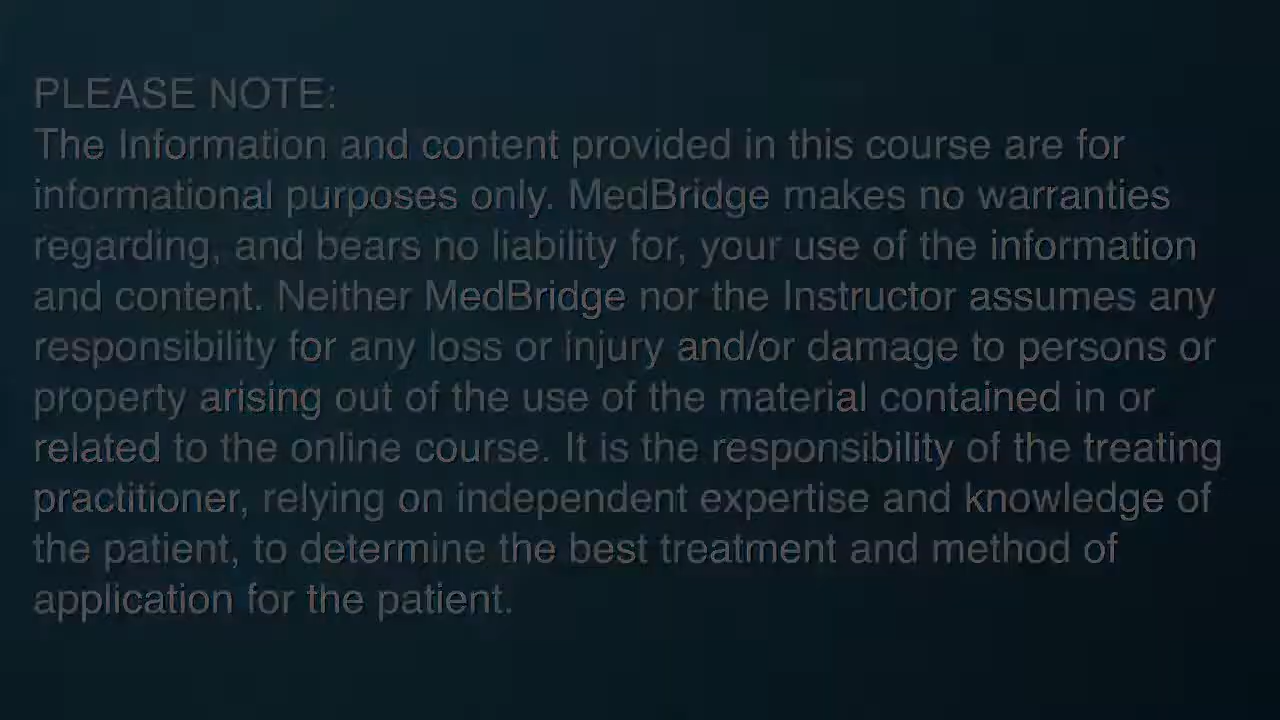 PLEASE NOTE:
The Information and content provided in this course are for
informational purposes only. MedBridge makes no warranties
regarding, and bears no liability for, your use of the information
and content. Neither MedBridge nor the Instructor assumes any
responsibility for any loss or injury and/or damage to persons or
property arising out of the use of the material contained in or
related to the online course. It is the responsibility of the treating
practitioner, relying on independent expertise and knowledge of
the patient, to determine the best treatment and method of
application for the patient.